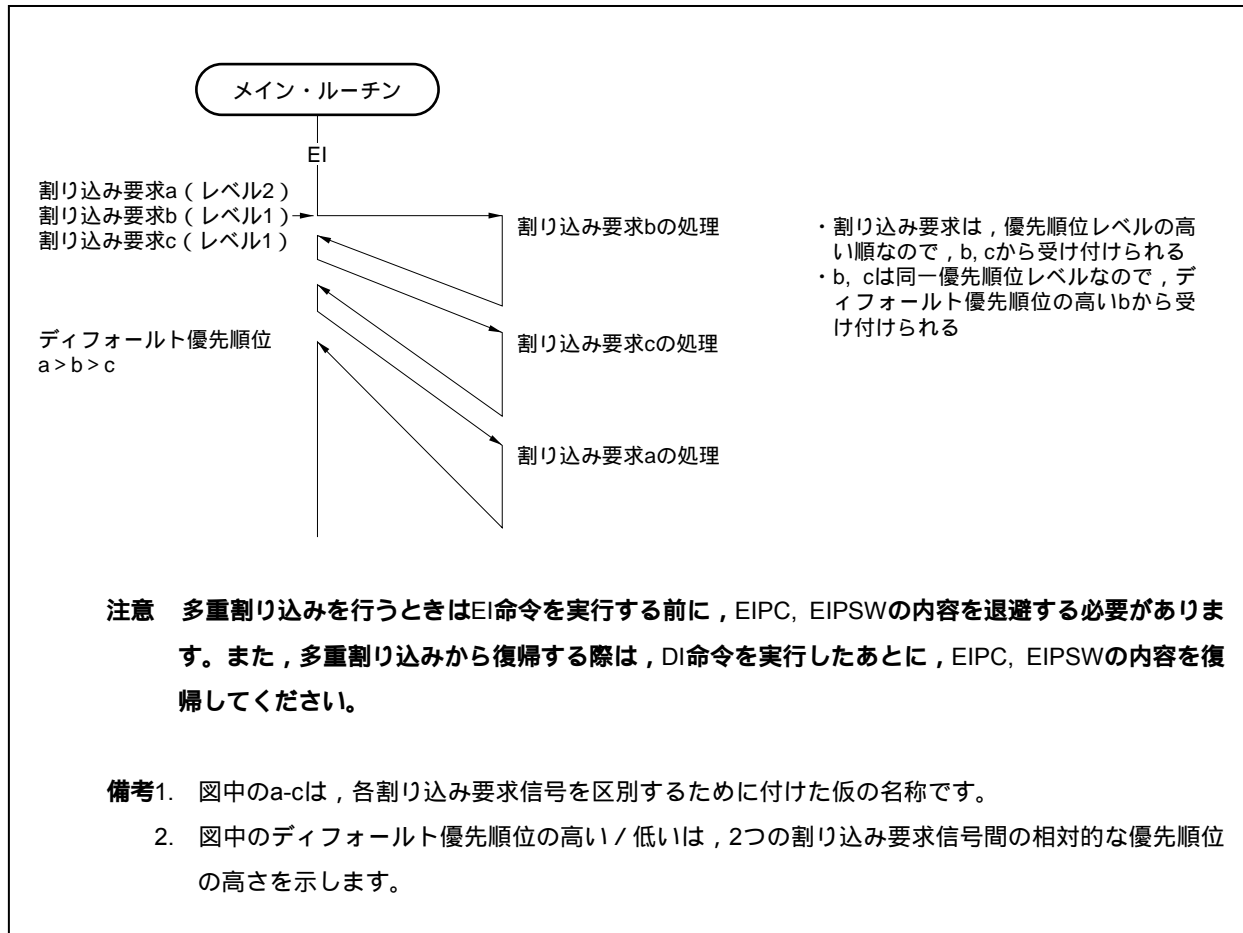 メイン・ルーチン
EI
割り込み要求a（レベル2）
割り込み要求b（レベル1）
割り込み要求c（レベル1）
ディフォールト優先順位
a>b>c
割り込み要求bの処理
割り込み要求cの処理
割り込み要求aの処理
・割り込み要求は，優先順位レベルの高
い順なので，b, cから受け付けられる
・b, cは同一優先順位レベルなので，デ
ィフォールト優先順位の高いbから受
け付けられる
注意 多重割り込みを行うときはEI命令を実行する前に，EIPC, EIPSWの内容を退避する必要がありま
す。また，多重割り込みから復帰する際は，DI命令を実行したあとに，EIPC, EIPSWの内容を復
帰してください。
備考1. 図中のa-cは，各割り込み要求信号を区別するために付けた仮の名称です。
2. 図中のディフォールト優先順位の高い／低いは，2つの割り込み要求信号間の相対的な優先順位
の高さを示します。